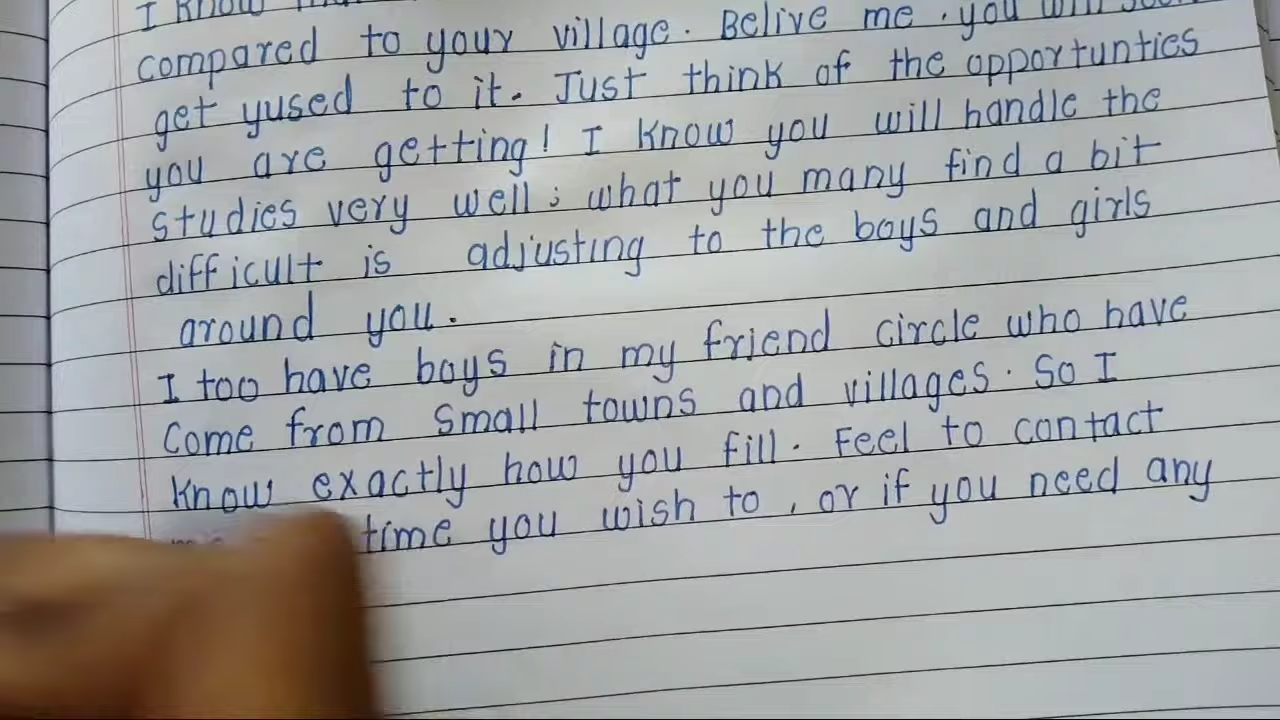 I know
compared to your village. Belive me , you will soon
get yused to it. Just think of the opportunties
you are getting! I know you will handle the
studies very well; what you many find a bit
difficult is adjusting to the boys and girls
around you.
I too have boys in my friend circle who have
come from small towns and villages. So I
know exactly how you fill. Feel to contact
time you wish to, or if you need any